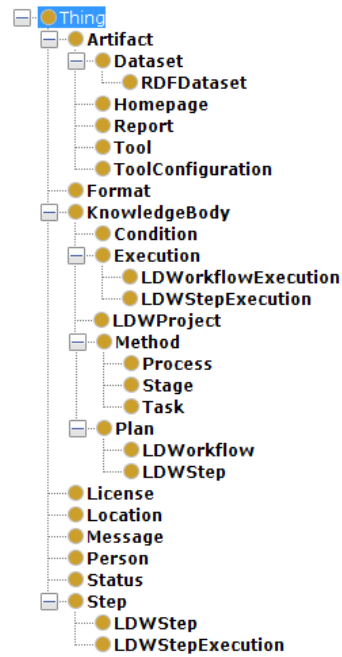 Thing
Artifact
Dataset
RDFDataset
Homepage
Report
Tool
ToolConfiguration
Format
KnowledgeBody
Condition
Execution
LDWorkflowExecution
LDWStepExecution
LDWProject
Method
Process
Stage
Task
Plan
LDWorkflow
LDWStep
License
Location
Message
Person
Status
Step
LDWStep
LDWStepExecution